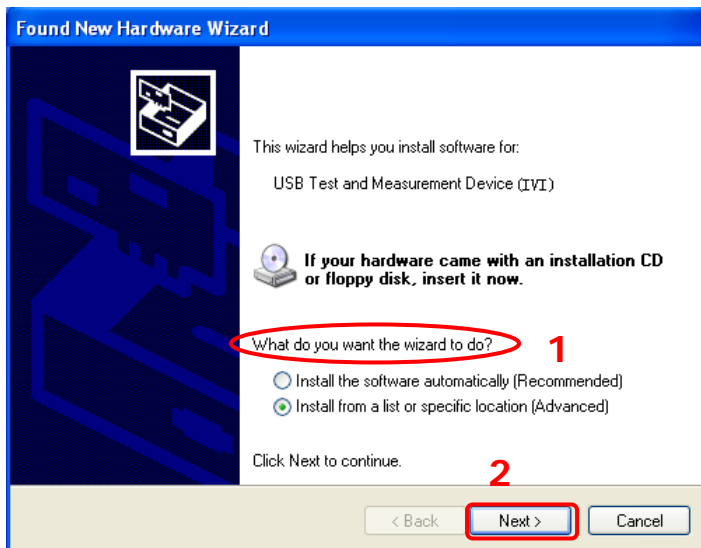 Found New Hardware Wizard
This wizard helps you install software for:
USB Test and Measurement Device (IVI)
If your hardware came with an installation CD
or floppy disk, insert it now.
What do you want the wizard to do?
1
Install the software automatically (Recommended)
Install from a list or specific location (Advanced)
Click Next to continue.
2
< Back
Next >
Cancel